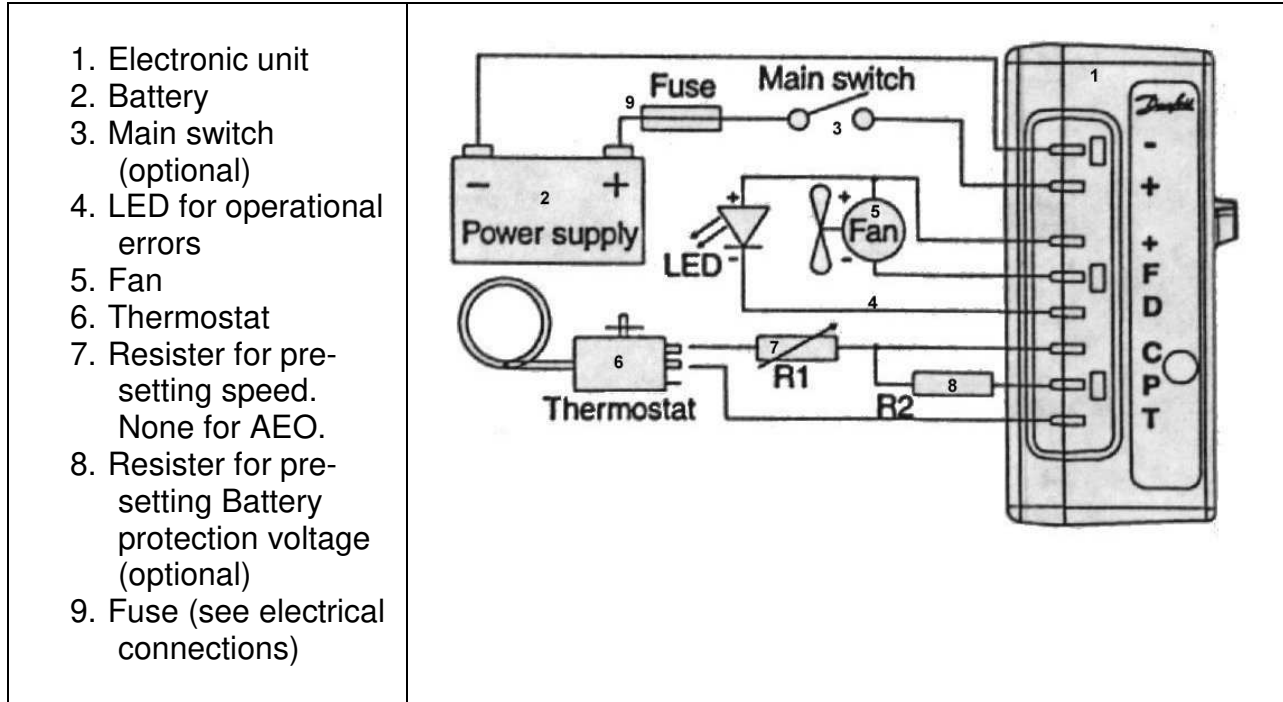 1. Electronic unit
2. Battery
3. Main switch
(optional)
4. LED for operational
errors
5. Fan
6. Thermostat
7. Resister for pre-
setting speed.
None for AEO.
8. Resister for pre-
setting Battery
protection voltage
(optional)
9. Fuse (see electrical
connections)
1
Danfoss
9 Fuse
Main switch
3
- 2 +
Power supply
-
+
+
F
D
C
P
T
+
LED -
+
5
Fan
-
4
6
Thermostat
7
R1
8
R2